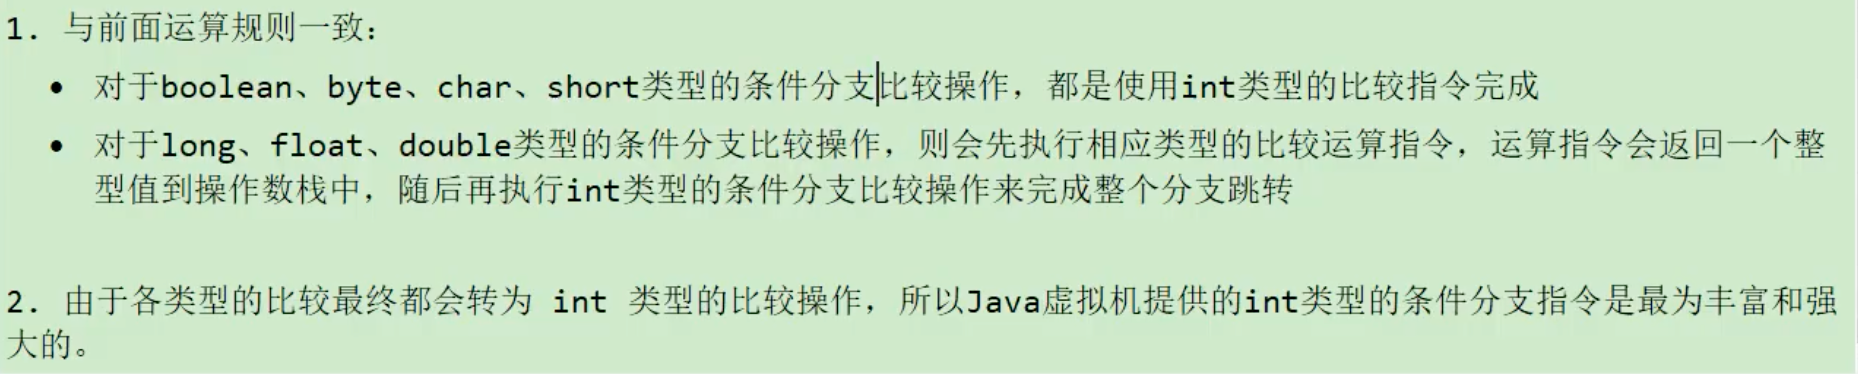 1. 与前面运算规则一致：
• 对于boolean、byte、char、short类型的条件分支比较操作，都是使用int类型的比较指令完成
• 对于long、float、double类型的条件分支比较操作，则会先执行相应类型的比较运算指令，运算指令会返回一个整
型值到操作数栈中，随后再执行int类型的条件分支比较操作来完成整个分支跳转
2. 由于各类型的比较最终都会转为 int 类型的比较操作，所以Java虚拟机提供的int类型的条件分支指令是最为丰富和强
大的。